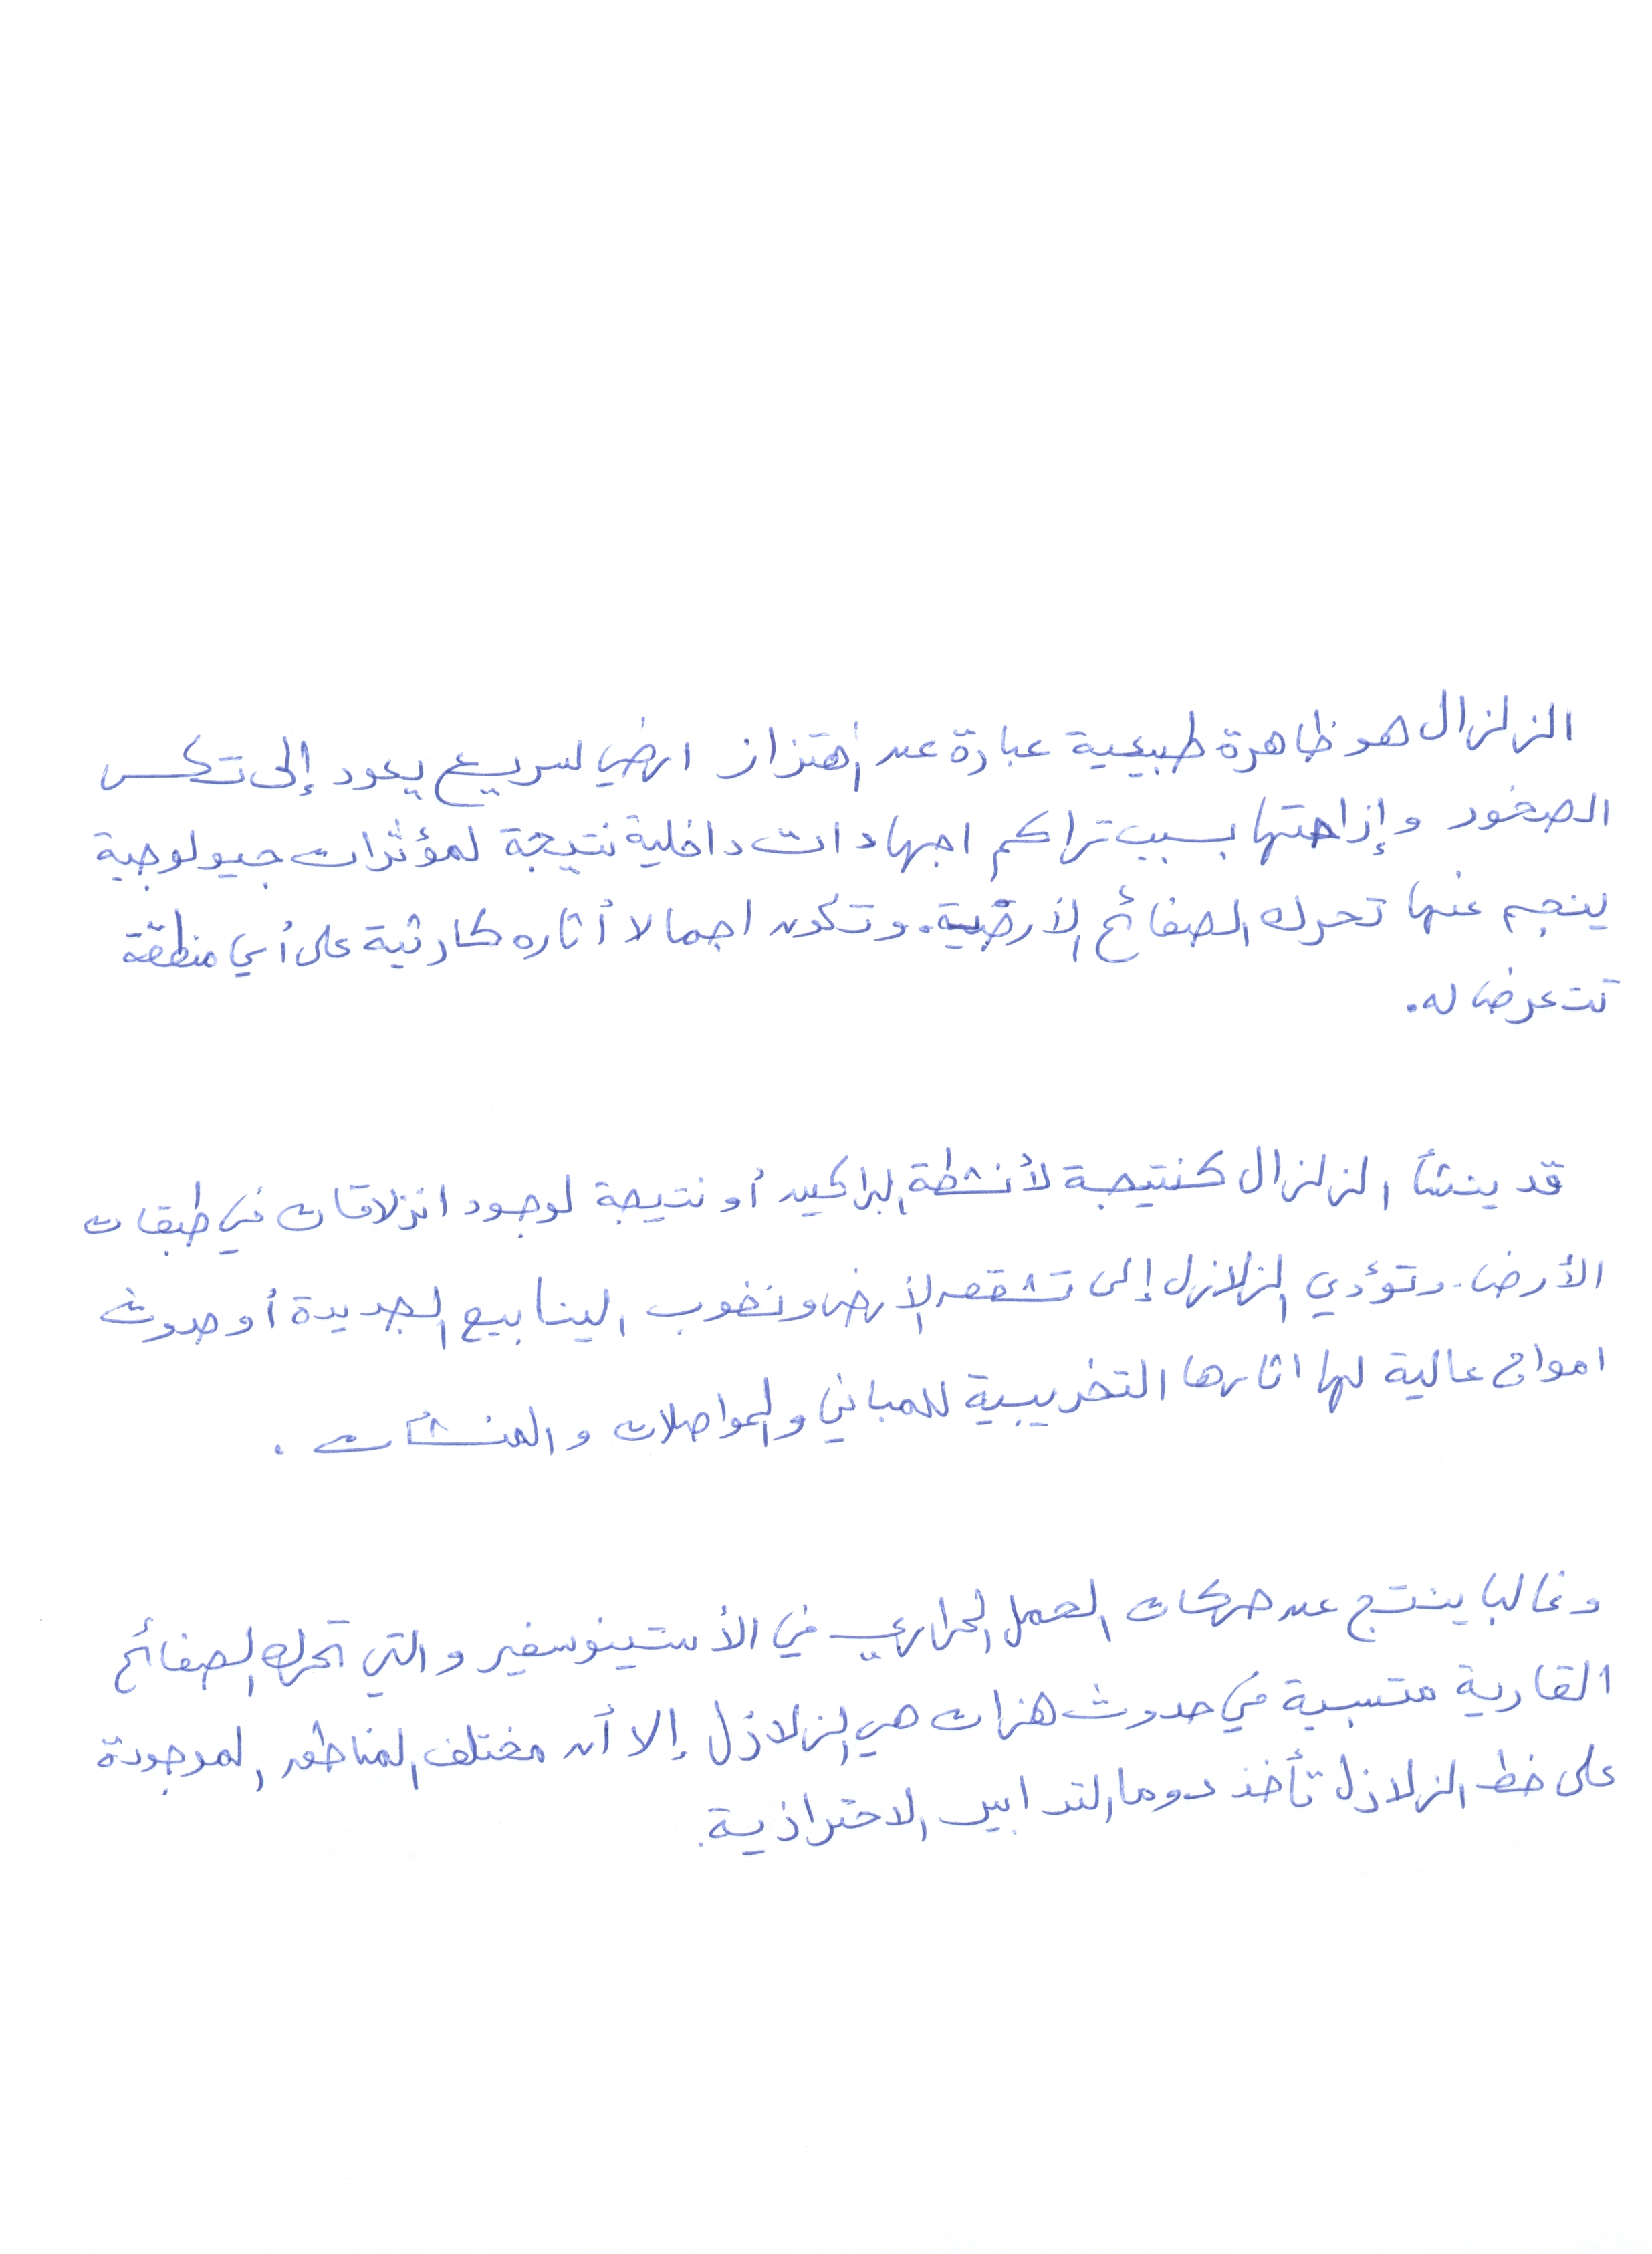 الزلزال هو ظاهرة طبيعية عبارة عن إهتزاز ارضي سريع يعود إلى تكسر
الصخور وإزاحتها بسبب تراكم اجهادات داخلية نتيجة لمؤثرات جيولوجية
ينجم عنها تحرك الصفائح الأرضية. وتكون اجمالا أثاره كارثية على أي منطقة
تتعرض له.
قد ينشأ الزلزال كنتيجة لأنشطة البراكين أو نتيجة لوجود انزلاقات في طبقات
الأرض. وتؤدي الزلازل إلى تشقق الأرض ونضوب الينابيع الجديدة أو حدوث
امواج عالية لها اثارها التخريبية للمباني والمواصلات والمنشآت .
وغالبا ينتج عن حركات الحمل الحراري في الأستينوسفير والتي تحرك الصفائح
القارية متسببة في حدوث هزات هي الزلازل إلا أن مختلف المناطق الموجودة
على خط الزلازل تأخذ دوما التدابير الاحترازية.